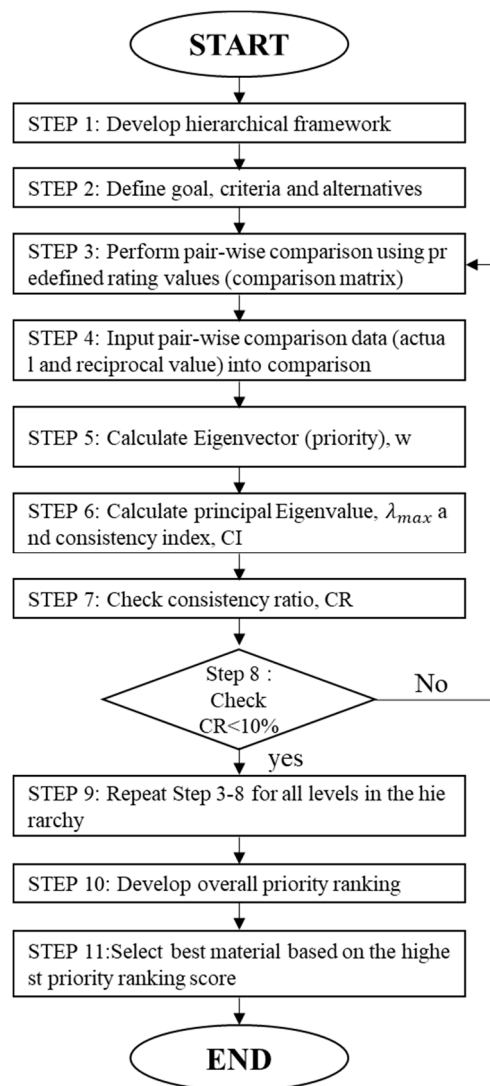 START
STEP 1: Develop hierarchical framework
STEP 2: Define goal, criteria and alternatives
STEP 3: Perform pair-wise comparison using pr
edefined rating values (comparison matrix)
STEP 4: Input pair-wise comparison data (actua
l and reciprocal value) into comparison
STEP 5: Calculate Eigenvector (priority), w
STEP 6: Calculate principal Eigenvalue, λmax a
nd consistency index, CI
STEP 7: Check consistency ratio, CR
Step 8 :
Check
CR<10%
No
yes
STEP 9: Repeat Step 3-8 for all levels in the hie
rarchy
STEP 10: Develop overall priority ranking
STEP 11:Select best material based on the highe
st priority ranking score
END